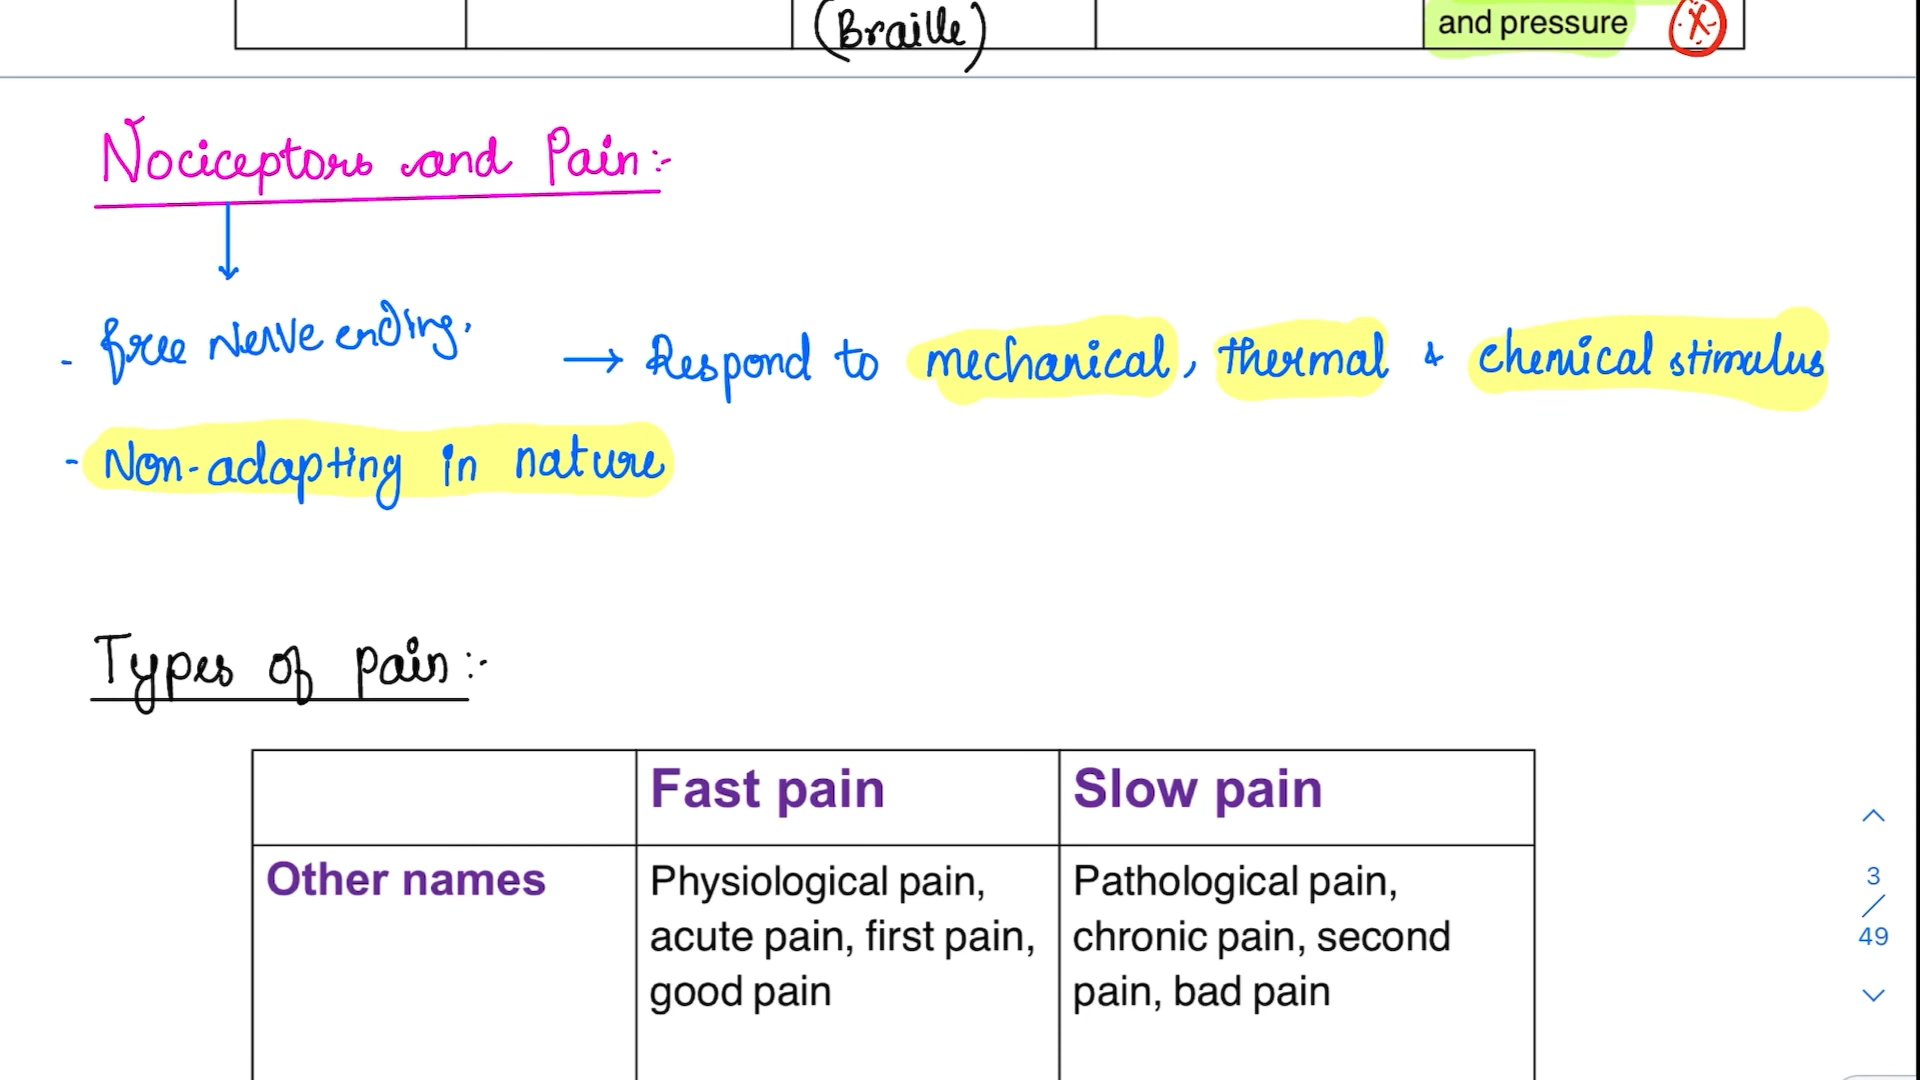 (Braille)
and pressure
Nociceptors and Pain:-
- free Nerve ending.
→ Respond to mechanical, thermal & chemical stimulus
- Non-adapting in nature
Types of pain:-
Fast pain
Slow pain
Other names
Physiological pain,
acute pain, first pain,
good pain
Pathological pain,
chronic pain, second
pain, bad pain
3
/
49